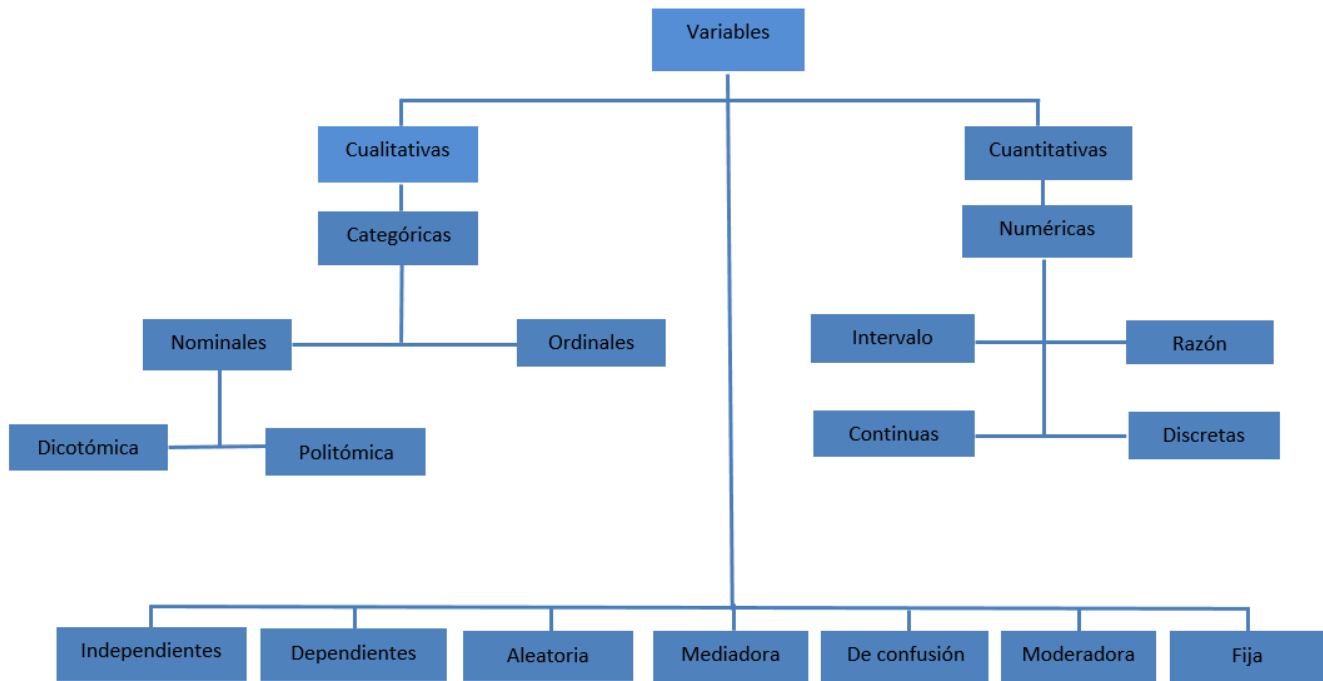 Variables
Cualitativas
Cuantitativas
Categóricas
Numéricas
Nominales
Ordinales
Intervalo
Razón
Dicotómica
Politómica
Continuas
Discretas
Independientes
Dependientes
Aleatoria
Mediadora
De confusión
Moderadora
Fija